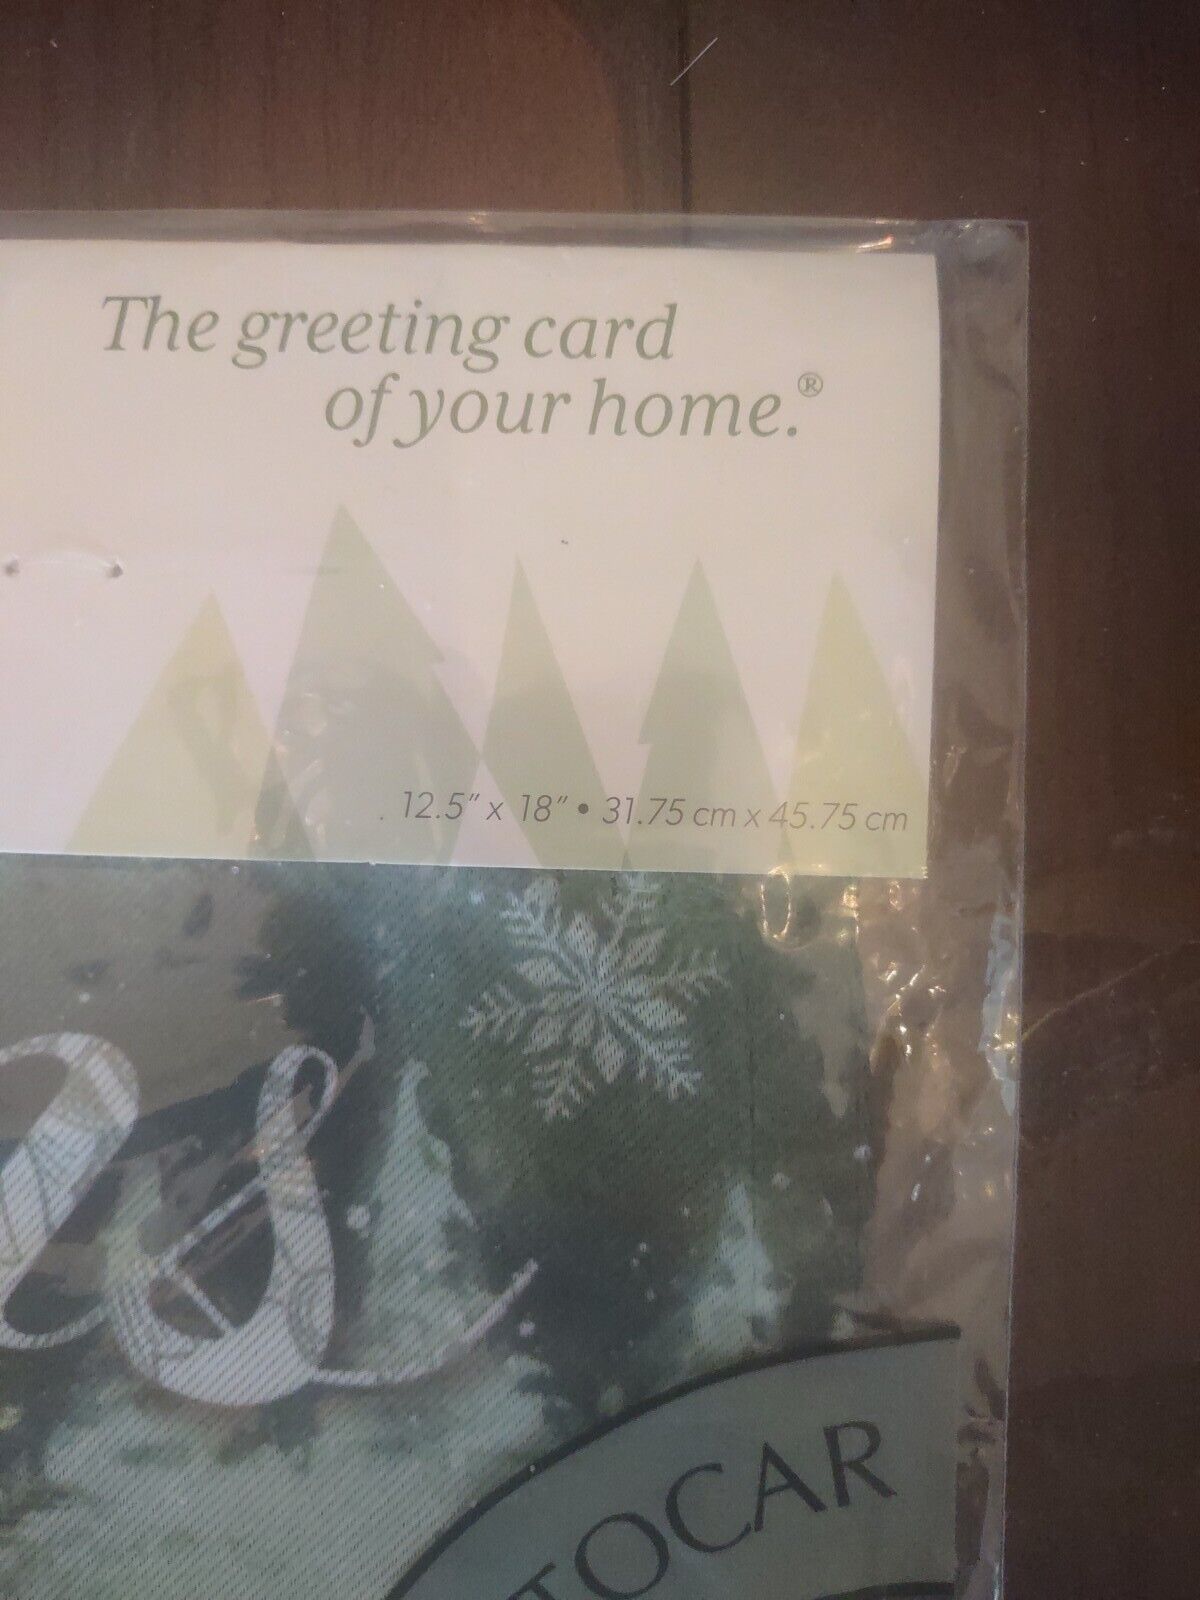 The greeting card
of your home.®
12.5" x 18" • 31.75 cm x 45.75 cm
TOCAR